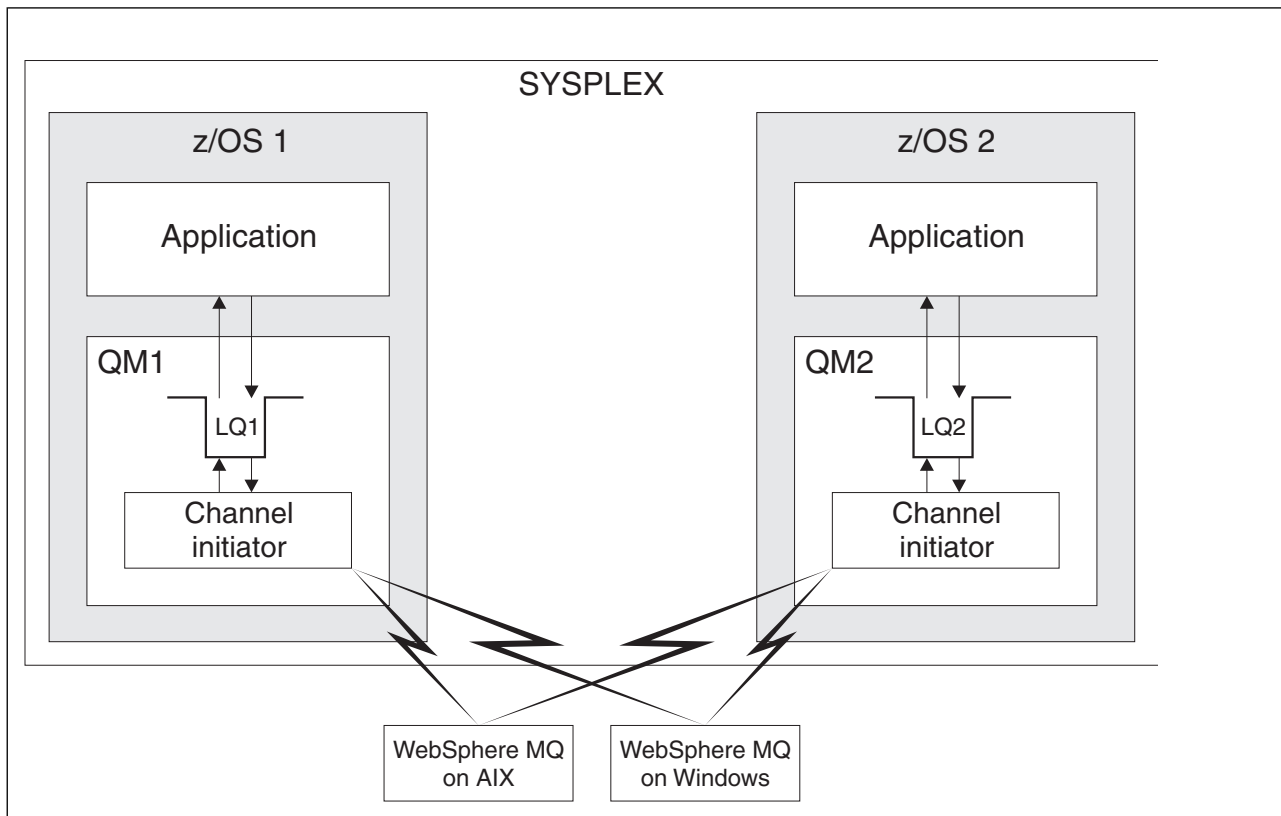 SYSPLEX
z/OS 1
Application
QM1
LQ1
Channel
initiator
z/OS 2
Application
QM2
LQ2
Channel
initiator
WebSphere MQ
on AIX
WebSphere MQ
on Windows